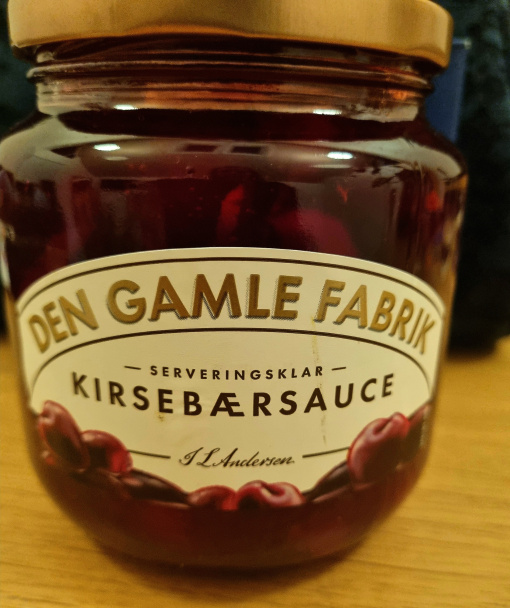 DEN GAMLE FABRIK
SERVERINGSKLAR
KIRSEBÆRSAUCE
J L Andersen